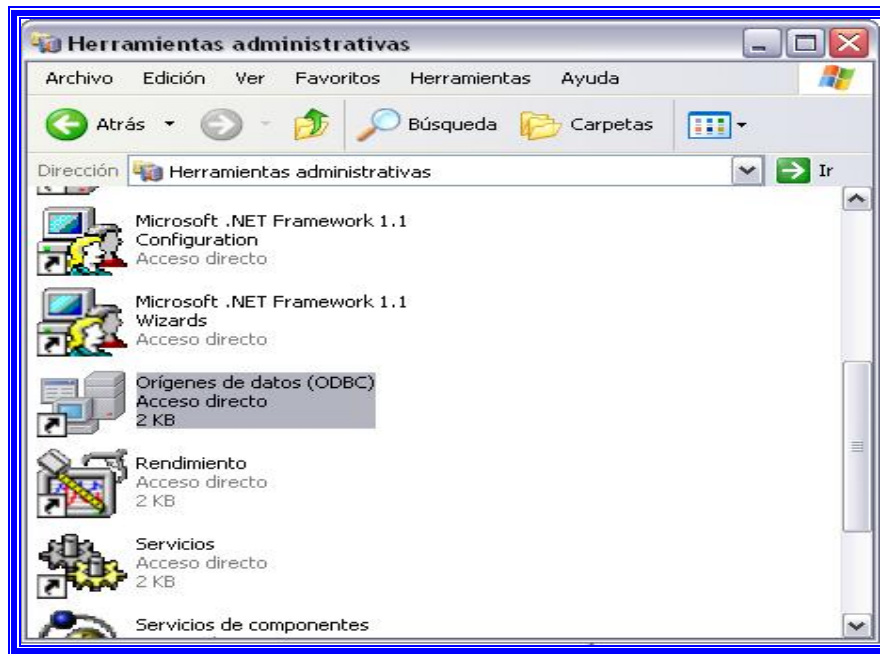 Herramientas administrativas
Archivo Edición Ver Favoritos Herramientas Ayuda
Atrás Búsqueda Carpetas
Dirección Herramientas administrativas Ir
Microsoft .NET Framework 1.1
Configuration
Acceso directo
Microsoft .NET Framework 1.1
Wizards
Acceso directo
Orígenes de datos (ODBC)
Acceso directo
2 KB
Rendimiento
Acceso directo
2 KB
Servicios
Acceso directo
2 KB
Servicios de componentes